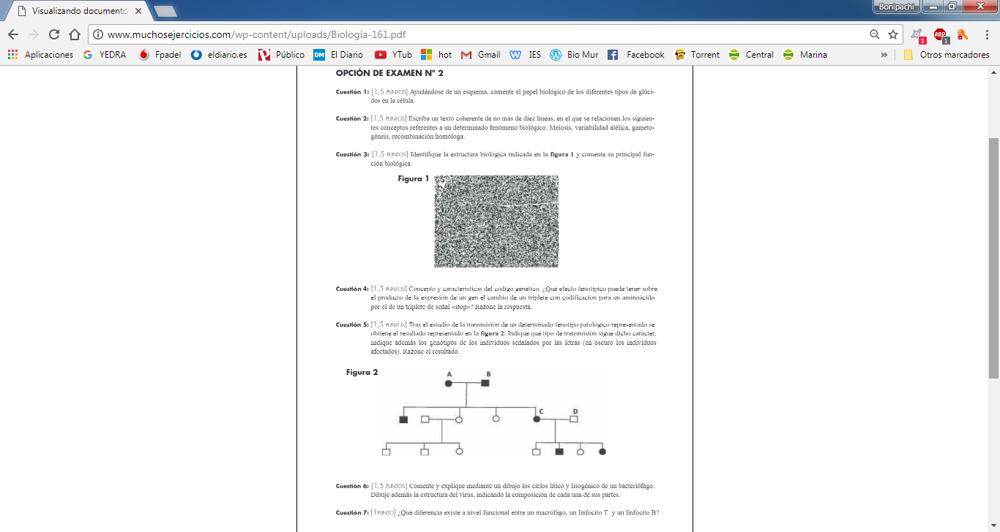 Visualizando documento
Bonipachi
www.muchosejercicios.com/wp-content/uploads/Biología-161.pdf
3
ABP
1
Aplicaciones
YEDRA
Fpadel
eldiario.es
Público
DM
El Diario
YTub
hot
Gmail
IES
Bio Mur
Facebook
Torrent
Central
Marina
»
Otros marcadores
OPCIÓN DE EXAMEN Nº 2
Cuestión 1: [1,5 PUNTOS] Ayudándose de un esquema, comente el papel biológico de los diferentes tipos de glúci-
dos en la célula.
Cuestión 2: [1,5 PUNTOS] Escriba un texto coherente de no más de diez líneas, en el que se relacionen los siguien-
tes conceptos referentes a un determinado fenómeno biológico. Meiosis, variabilidad alélica, gameto-
génesis, recombinación homóloga.
Cuestión 3: [1,5 PUNTOS] Identifique la estructura biológica indicada en la figura 1 y comente su principal fun-
ción biológica.
Figura 1
Cuestión 4: [1,5 PUNTOS] Concepto y características del código genético. ¿Qué efecto fenotípico puede tener sobre
el producto de la expresión de un gen el cambio de un triplete con codificación para un aminoácido
por el de un triplete de señal «stop»? Razone la respuesta.
Cuestión 5: [1,5 PUNTOS] Tras el estudio de la transmisión de un determinado fenotipo patológico representado se
obtiene el resultado representado en la figura 2. Indique qué tipo de transmisión sigue dicho carácter.
Indique además los genotipos de los individuos señalados por las letras (en oscuro los individuos
afectados). Razone el resultado.
Figura 2
A B
C D
Cuestión 6: [1,5 PUNTOS] Comente y explique mediante un dibujo los ciclos lítico y lisogénico de un bacteriófago.
Dibuje además la estructura del virus, indicando la composición de cada una de sus partes.
Cuestión 7: [1PUNTO] ¿Qué diferencia existe a nivel funcional entre un macrófago, un linfocito T y un linfocito B?